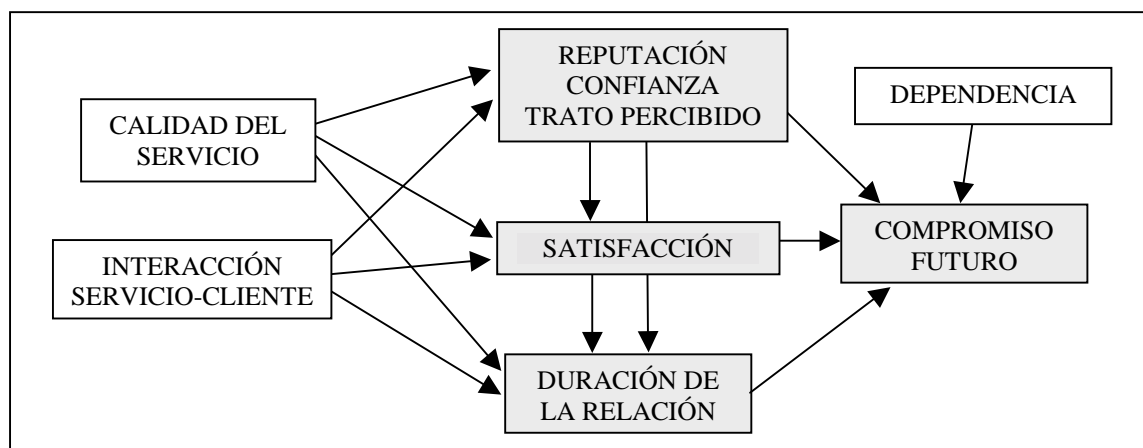 REPUTACIÓN
CONFIANZA
TRATO PERCIBIDO
DEPENDENCIA
CALIDAD DEL
SERVICIO
SATISFACCIÓN
COMPROMISO
FUTURO
INTERACCIÓN
SERVICIO-CLIENTE
DURACIÓN DE
LA RELACIÓN